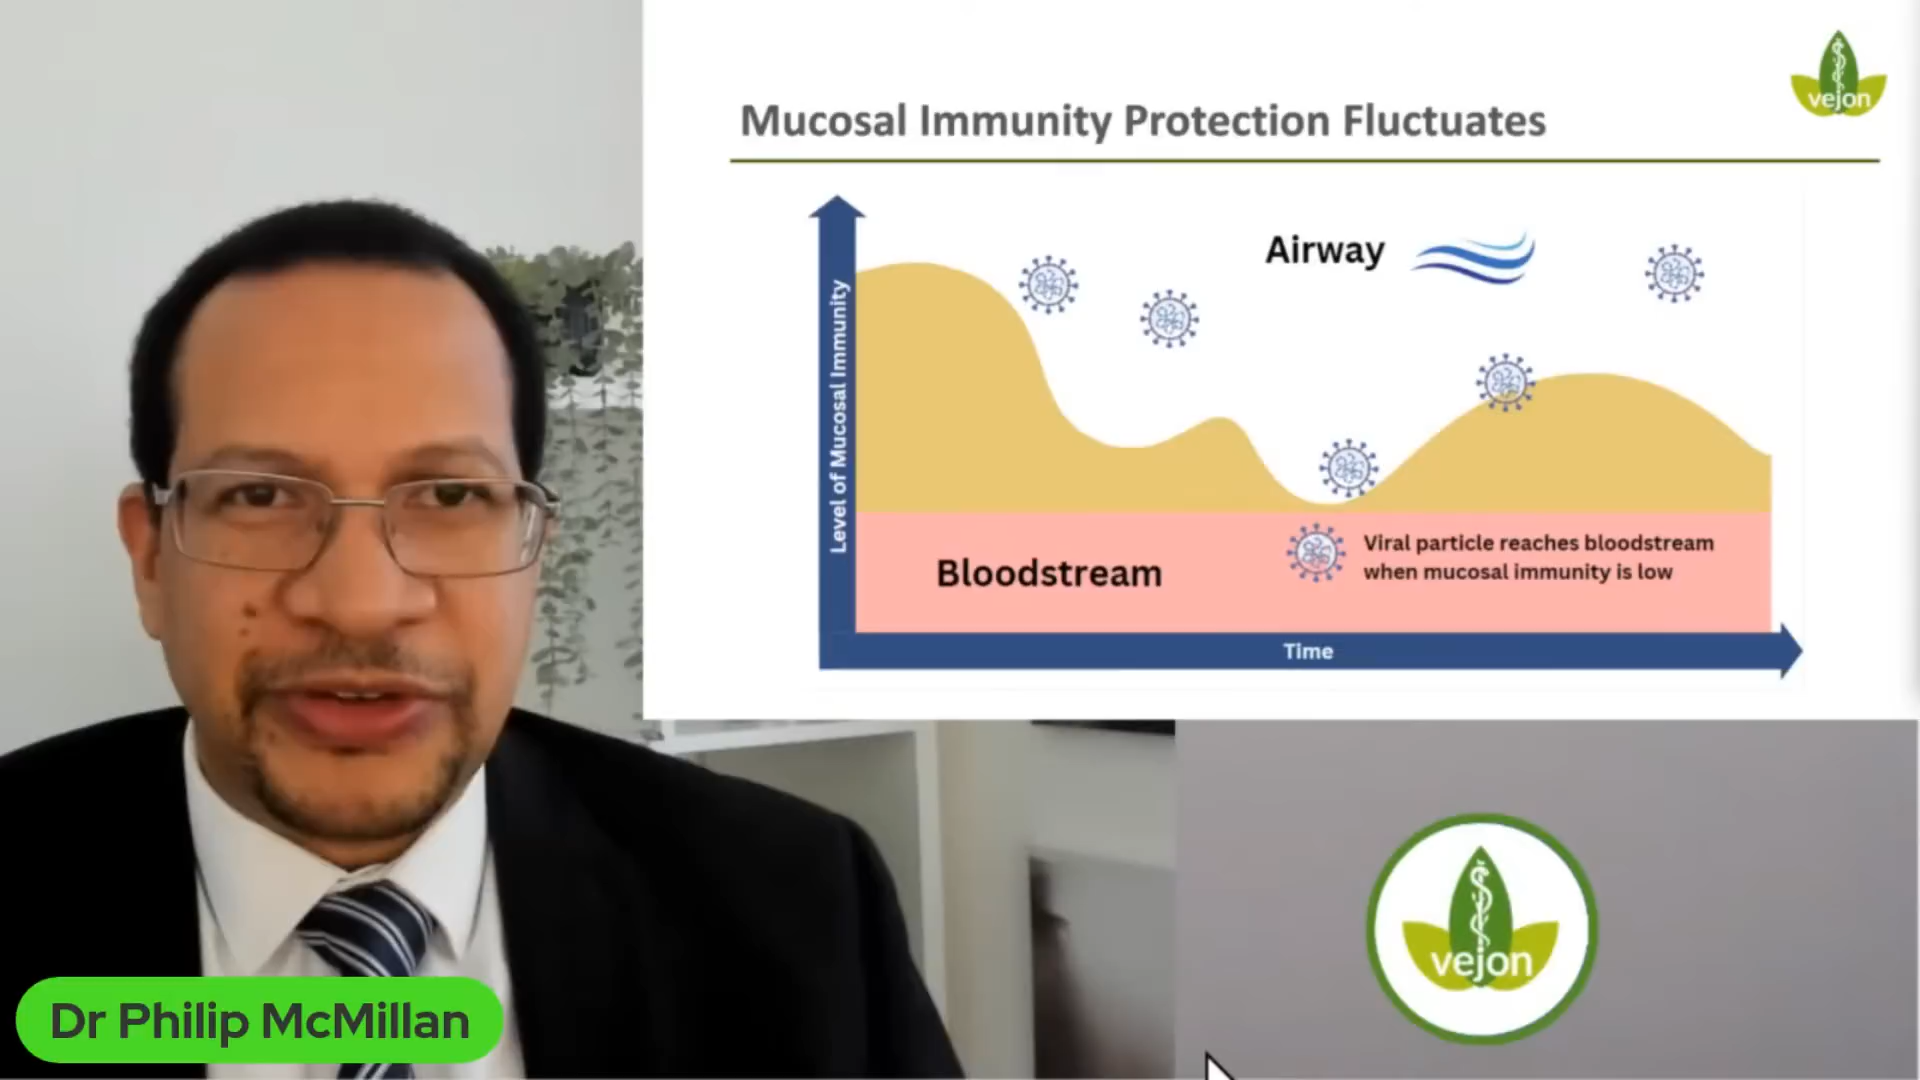 Mucosal Immunity Protection Fluctuates
vejon
Level of Mucosal Immunity
Airway
Bloodstream
Viral particle reaches bloodstream
when mucosal immunity is low
Time
vejon
Dr Philip McMillan